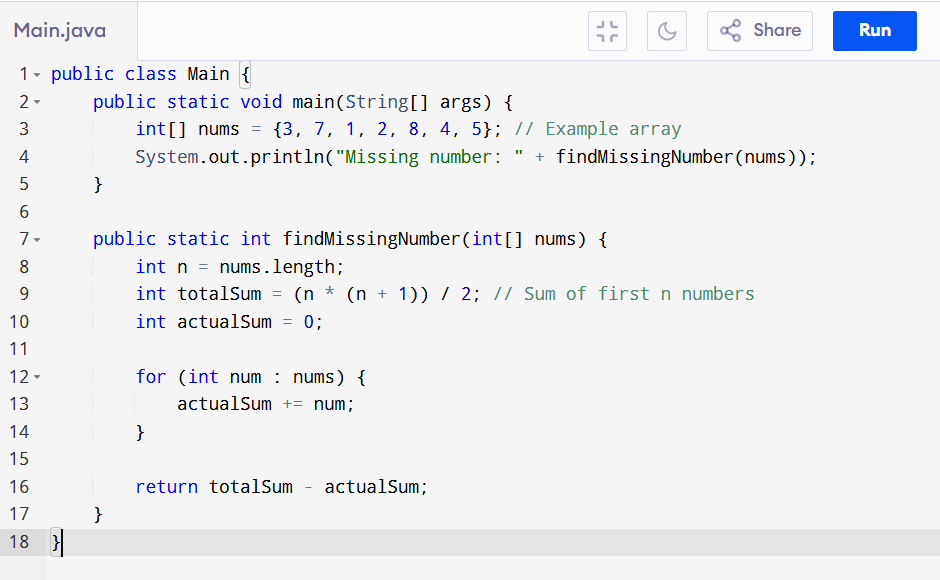 Main.java
Share
Run
1 public class Main {
2     public static void main(String[] args) {
3         int[] nums = {3, 7, 1, 2, 8, 4, 5}; // Example array
4         System.out.println("Missing number: " + findMissingNumber(nums));
5     }
6
7     public static int findMissingNumber(int[] nums) {
8         int n = nums.length;
9         int totalSum = (n * (n + 1)) / 2; // Sum of first n numbers
10         int actualSum = 0;
11
12         for (int num : nums) {
13             actualSum += num;
14         }
15
16         return totalSum - actualSum;
17     }
18 }